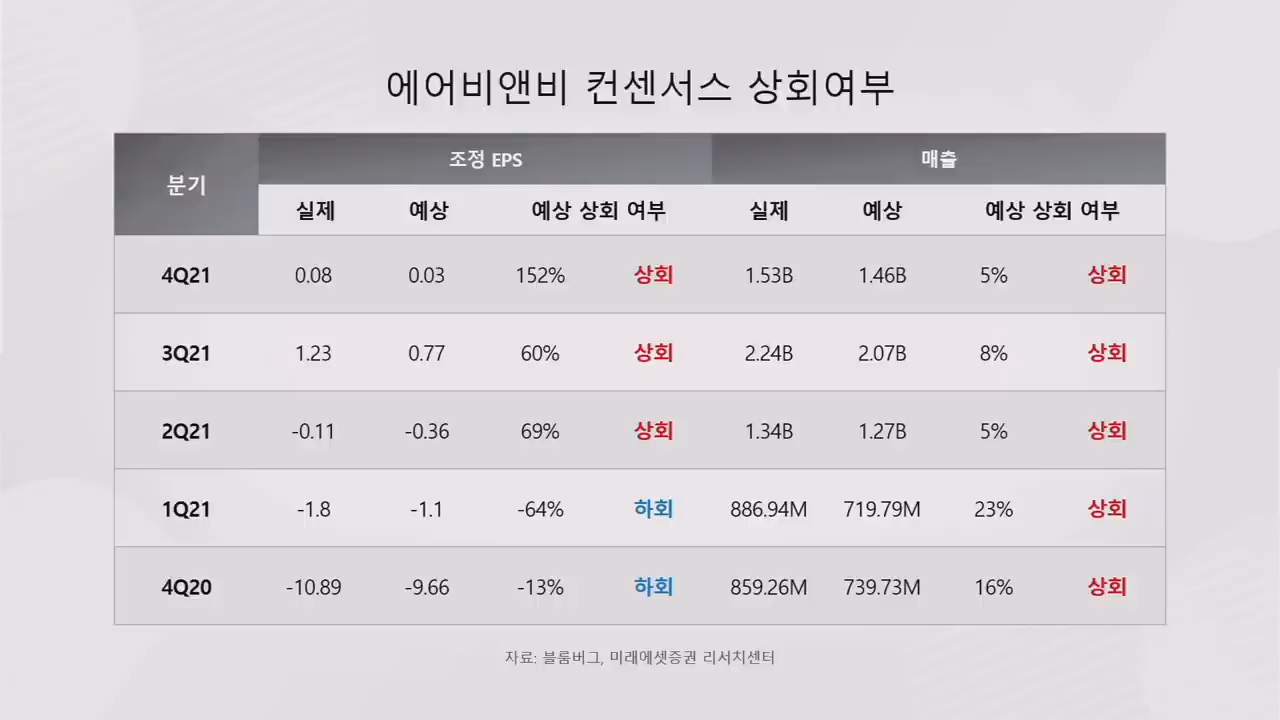 에어비앤비 컨센서스 상회여부
분기 조정 EPS 매출
실제 예상 예상 상회 여부 실제 예상 예상 상회 여부
4Q21 0.08 0.03 152% 상회 1.53B 1.46B 5% 상회
3Q21 1.23 0.77 60% 상회 2.24B 2.07B 8% 상회
2Q21 -0.11 -0.36 69% 상회 1.34B 1.27B 5% 상회
1Q21 -1.8 -1.1 -64% 하회 886.94M 719.79M 23% 상회
4Q20 -10.89 -9.66 -13% 하회 859.26M 739.73M 16% 상회
자료: 블룸버그, 미래에셋증권 리서치센터